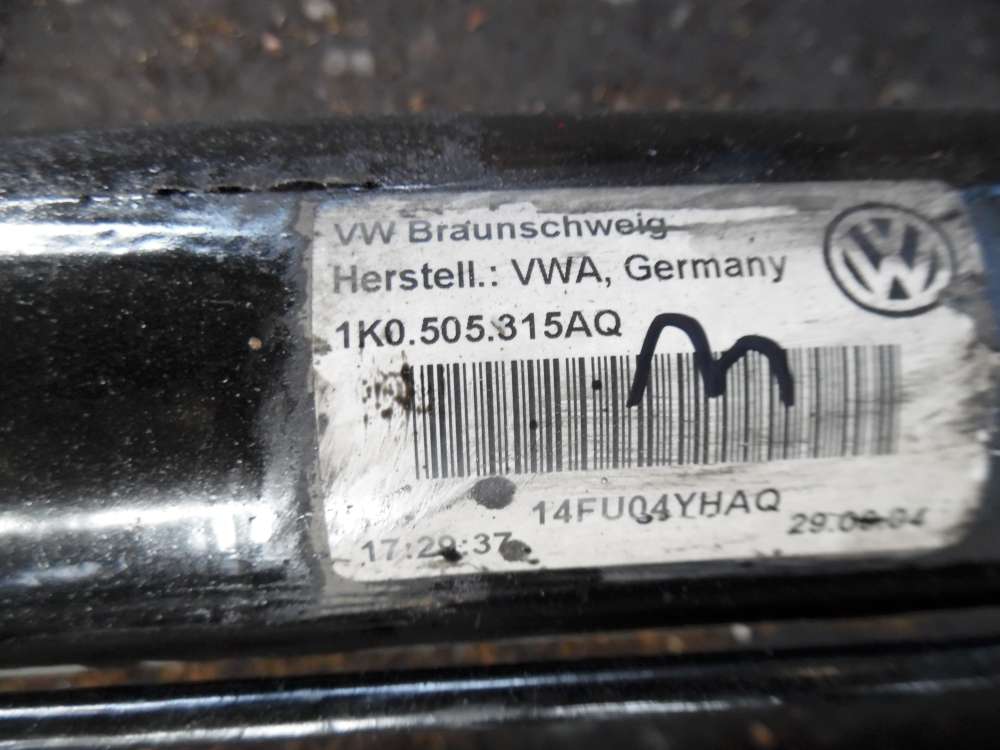 VW Braunschweig
Herstell.: VWA, Germany
1K0.505.315AQ
m
14FU04YHAQ
17:29:37